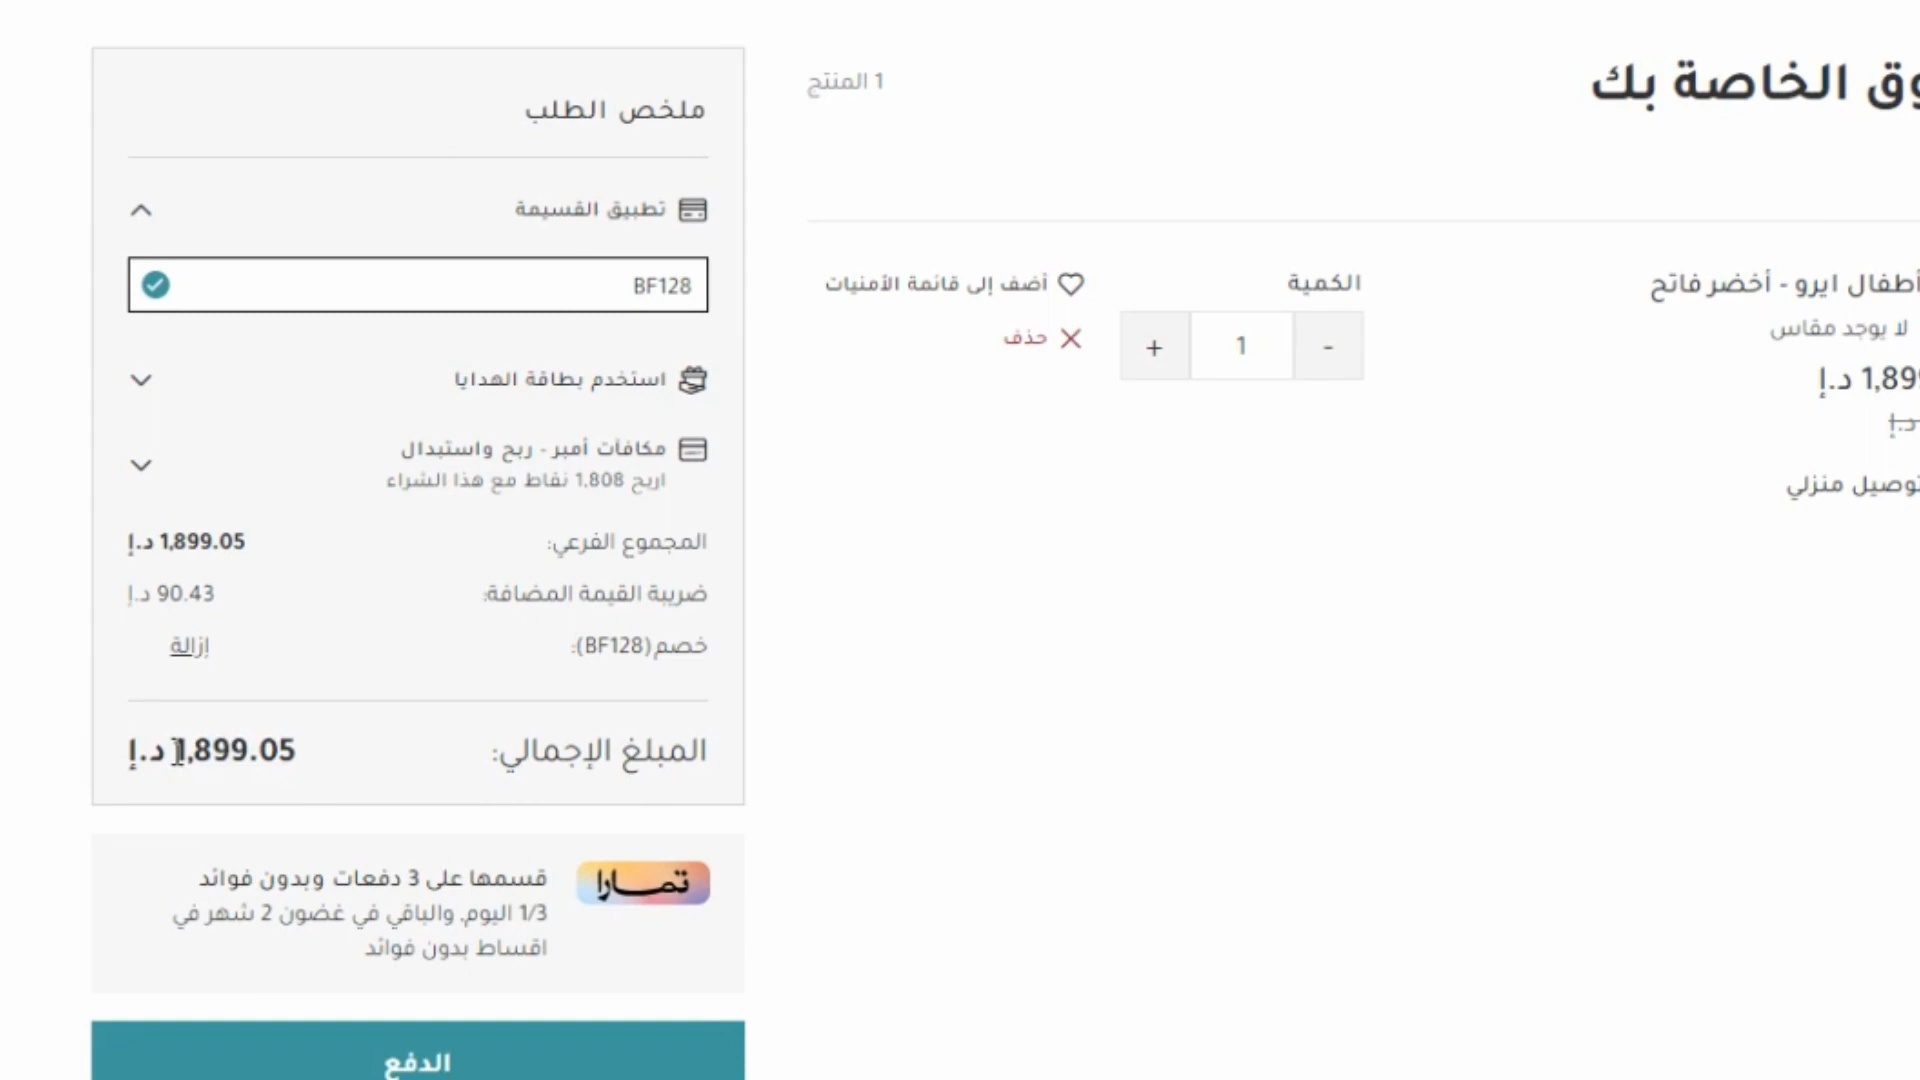 وق الخاصة بك
1 المنتج
أطفال ايرو - أخضر فاتح
لا يوجد مقاس
1,899 د.إ
د.إ
توصيل منزلي
الكمية
- 1 +
أضف إلى قائمة الأمنيات
حذف
ملخص الطلب
تطبيق القسيمة
BF128
استخدم بطاقة الهدايا
مكافآت أمبر - ربح واستبدال
اربح 1,808 نقاط مع هذا الشراء
المجموع الفرعي: 1,899.05 د.إ
ضريبة القيمة المضافة: 90.43 د.إ
خصم(BF128): إزالة
المبلغ الإجمالي: 1,899.05 د.إ
تمارا
قسمها على 3 دفعات وبدون فوائد
1/3 اليوم, والباقي في غضون 2 شهر في
اقساط بدون فوائد
الدفع